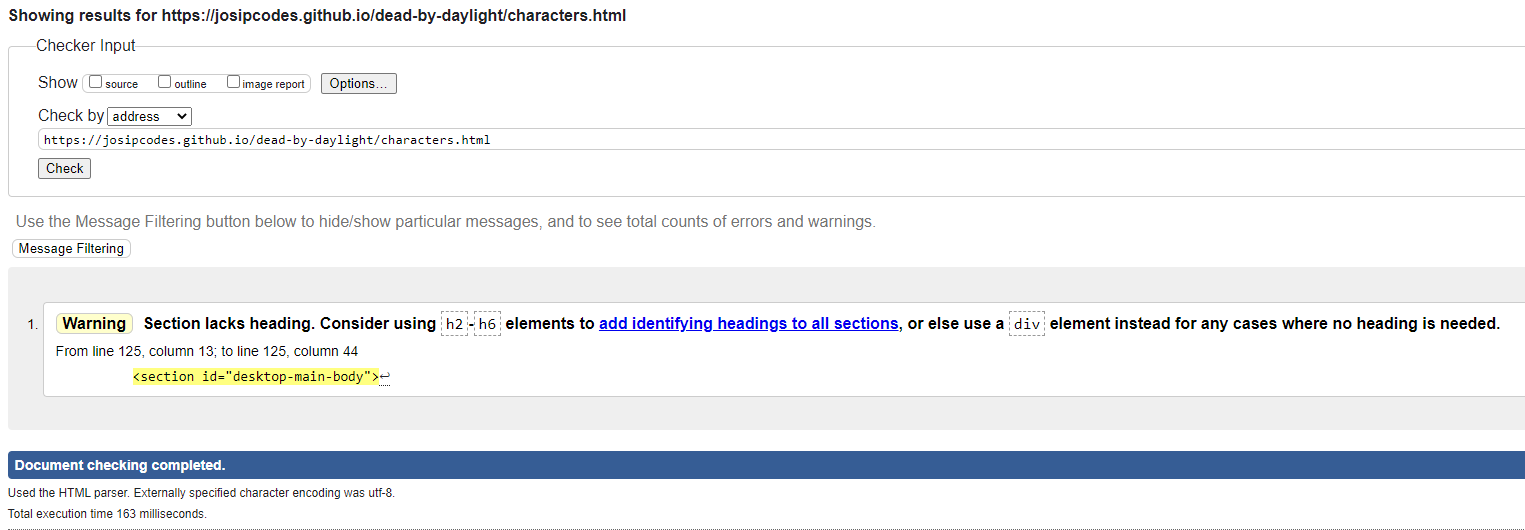 Showing results for https://josipcodes.github.io/dead-by-daylight/characters.html
Checker Input
Show source outline image report Options...
Check by address
https://josipcodes.github.io/dead-by-daylight/characters.html
Check
Use the Message Filtering button below to hide/show particular messages, and to see total counts of errors and warnings.
Message Filtering
1. Warning Section lacks heading. Consider using h2-h6 elements to add identifying headings to all sections, or else use a div element instead for any cases where no heading is needed.
From line 125, column 13; to line 125, column 44
<section id="desktop-main-body">↩
Document checking completed.
Used the HTML parser. Externally specified character encoding was utf-8.
Total execution time 163 milliseconds.